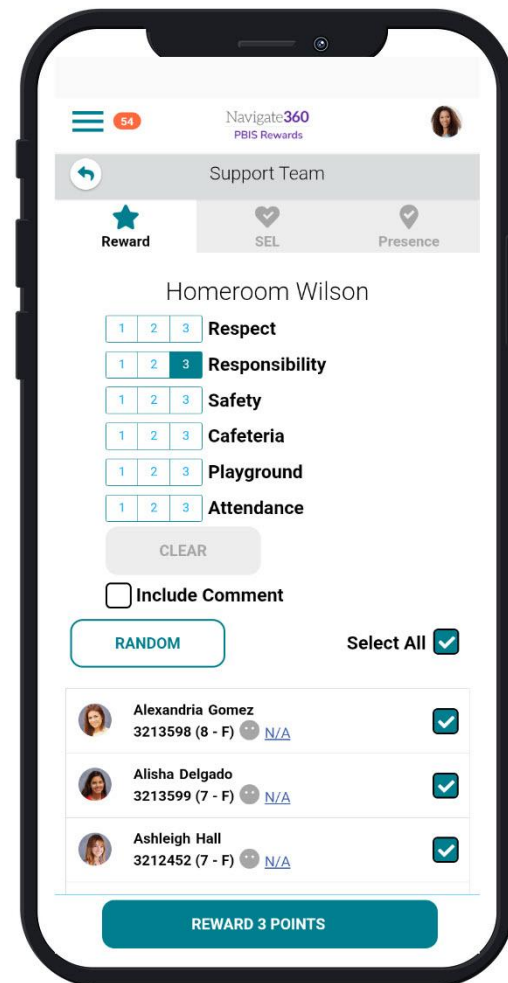 54
Navigate360
PBIS Rewards
Support Team
Reward SEL Presence
Homeroom Wilson
1 2 3 Respect
1 2 3 Responsibility
1 2 3 Safety
1 2 3 Cafeteria
1 2 3 Playground
1 2 3 Attendance
CLEAR
Include Comment
RANDOM Select All
Alexandria Gomez
3213598 (8 - F) N/A
Alisha Delgado
3213599 (7 - F) N/A
Ashleigh Hall
3212452 (7 - F) N/A
REWARD 3 POINTS